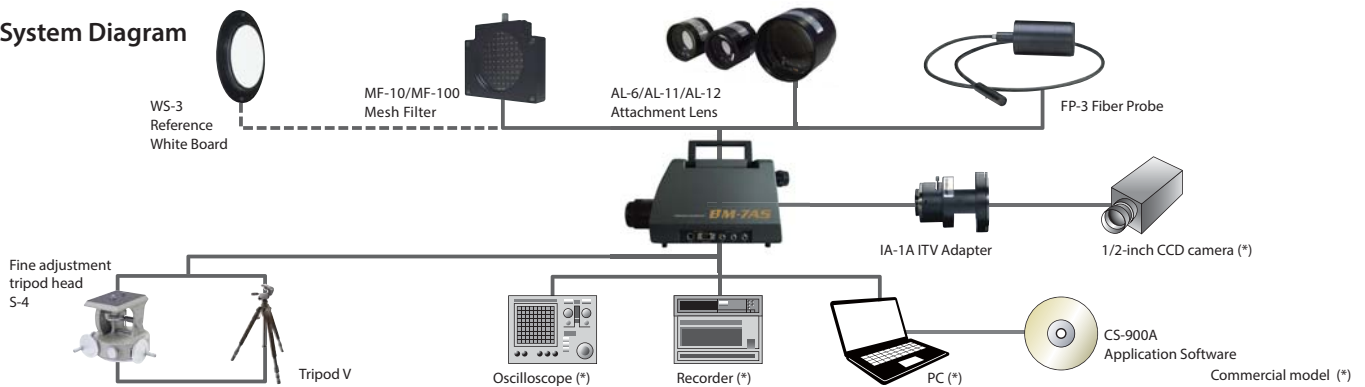 System Diagram
WS-3
Reference
White Board
MF-10/MF-100
Mesh Filter
AL-6/AL-11/AL-12
Attachment Lens
FP-3 Fiber Probe
BM-7AS
IA-1A ITV Adapter
1/2-inch CCD camera (*)
Fine adjustment
tripod head
S-4
Tripod V
Oscilloscope (*)
Recorder (*)
PC (*)
CS-900A
Application Software
Commercial model (*)